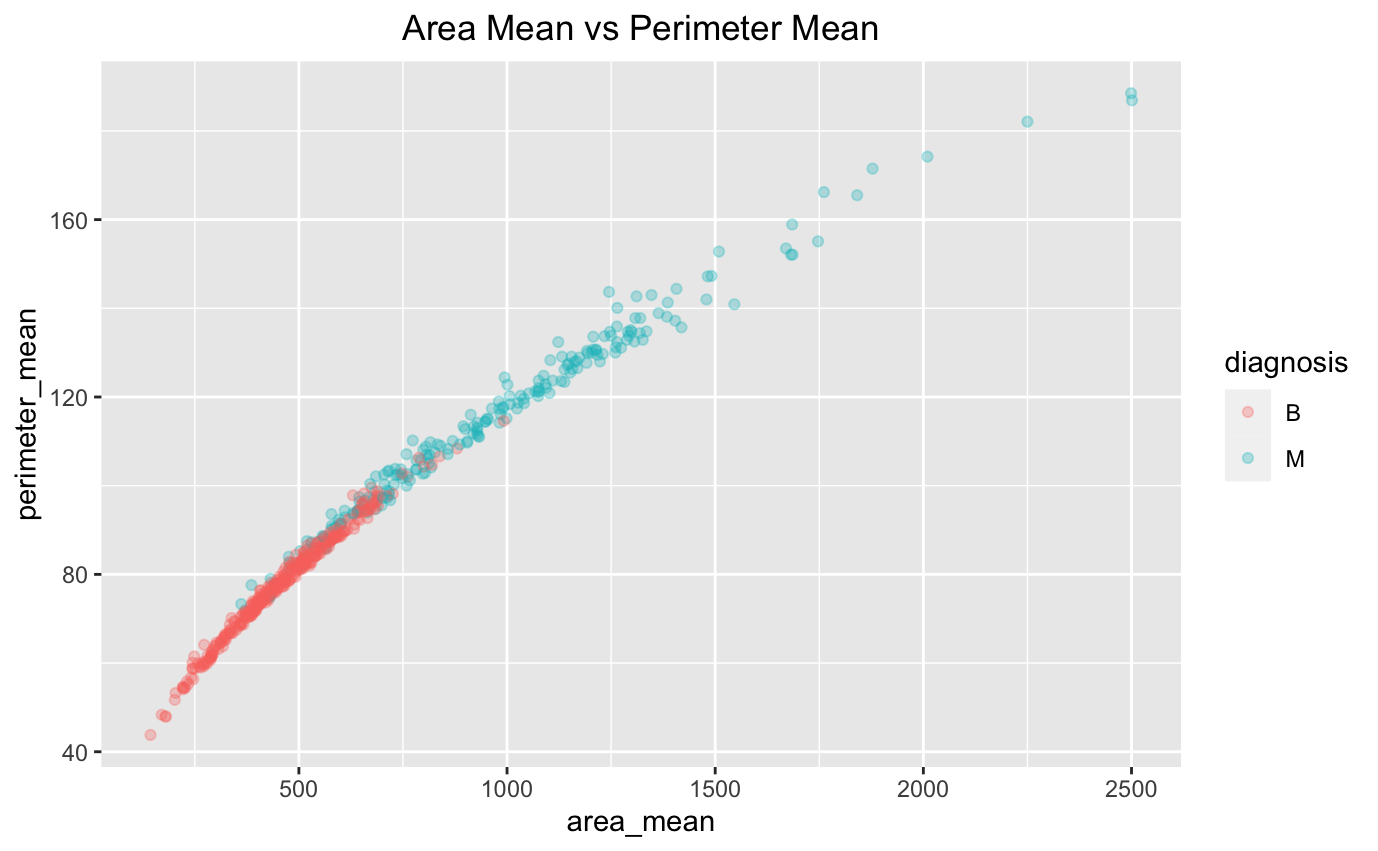 Area Mean vs Perimeter Mean
perimeter_mean
160
120
80
40
500 1000 1500 2000 2500
area_mean
diagnosis
B
M